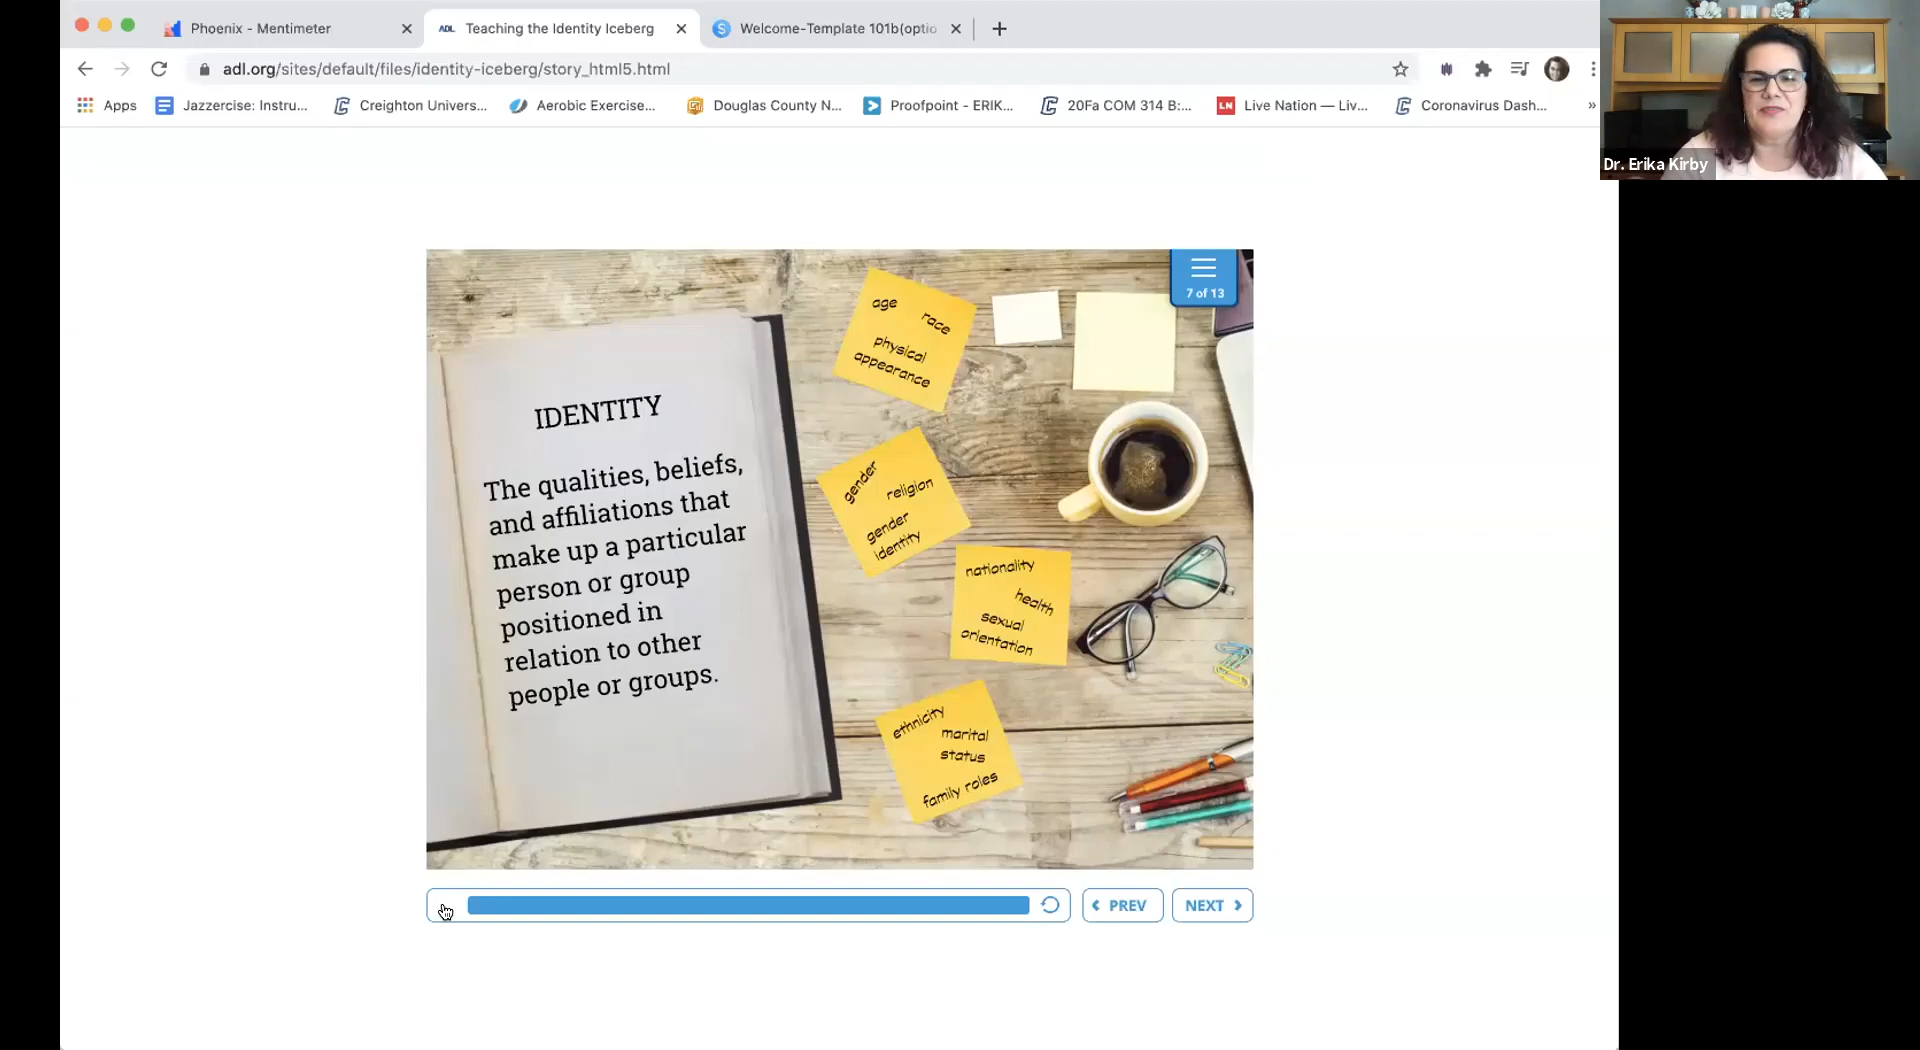 Phoenix - Mentimeter
ADL Teaching the Identity Iceberg
S Welcome-Template 101b(optio
adl.org/sites/default/files/identity-iceberg/story_html5.html
Apps
Jazzercise: Instru...
Creighton Univers...
Aerobic Exercise...
Douglas County N...
Proofpoint - ERIK...
20Fa COM 314 B:...
LN Live Nation — Liv...
Coronavirus Dash...
»
Dr. Erika Kirby
7 of 13
IDENTITY
The qualities, beliefs,
and affiliations that
make up a particular
person or group
positioned in
relation to other
people or groups.
age
race
physical
appearance
gender
religion
gender
identity
nationality
health
sexual
orientation
ethnicity
marital
status
family roles
PREV
NEXT